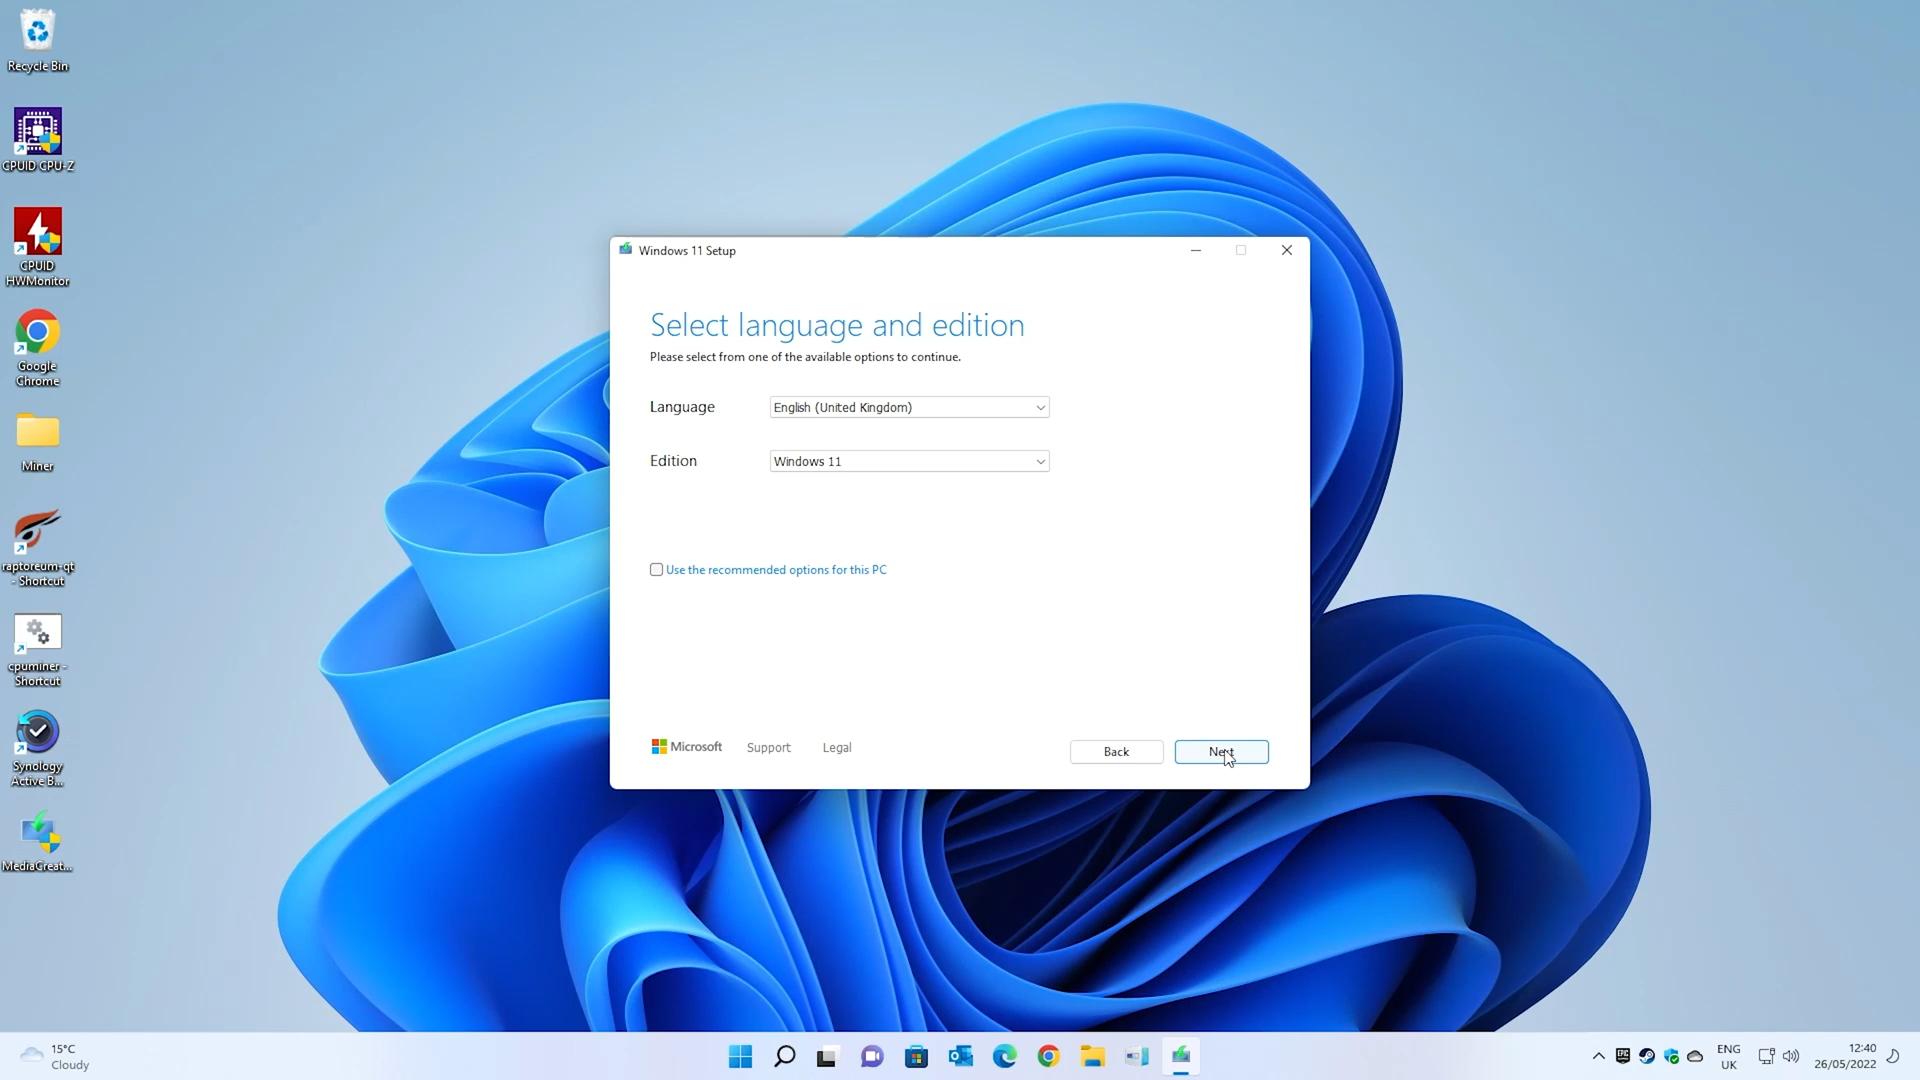 Recycle Bin
CPUID CPU-Z
CPUID
HWMonitor
Google
Chrome
Miner
raptoreum-qt
- Shortcut
cpuminer -
Shortcut
Synology
Active B...
MediaCreat...
Windows 11 Setup
Select language and edition
Please select from one of the available options to continue.
Language
English (United Kingdom)
Edition
Windows 11
Use the recommended options for this PC
Microsoft
Support
Legal
Back
Next
15°C
Cloudy
EPIC
ENG
UK
12:40
26/05/2022